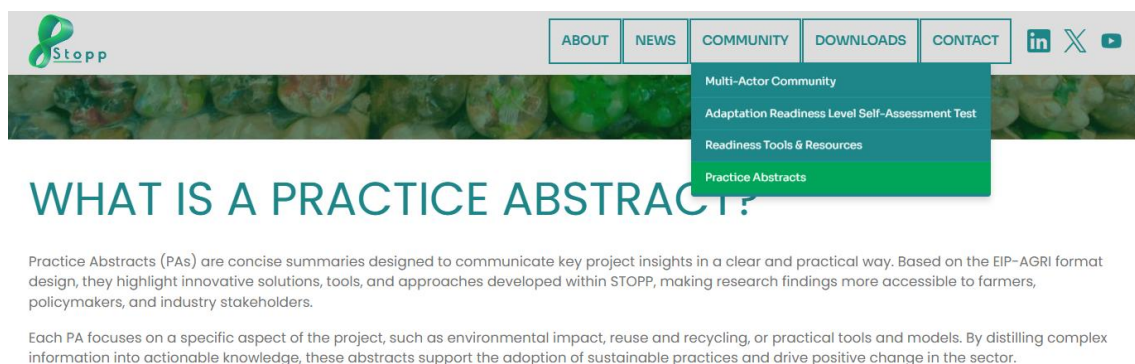 Stopp
ABOUT
NEWS
COMMUNITY
DOWNLOADS
CONTACT
in
Multi-Actor Community
Adaptation Readiness Level Self-Assessment Test
Readiness Tools & Resources
Practice Abstracts
WHAT IS A PRACTICE ABSTRACT?
Practice Abstracts (PAs) are concise summaries designed to communicate key project insights in a clear and practical way. Based on the EIP-AGRI format
design, they highlight innovative solutions, tools, and approaches developed within STOPP, making research findings more accessible to farmers,
policymakers, and industry stakeholders.
Each PA focuses on a specific aspect of the project, such as environmental impact, reuse and recycling, or practical tools and models. By distilling complex
information into actionable knowledge, these abstracts support the adoption of sustainable practices and drive positive change in the sector.